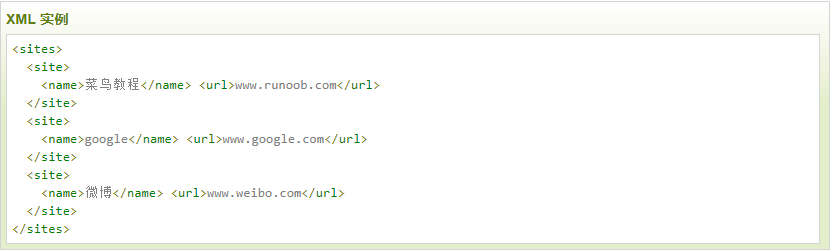 XML 实例
<sites>
  <site>
    <name>菜鸟教程</name> <url>www.runoob.com</url>
  </site>
  <site>
    <name>google</name> <url>www.google.com</url>
  </site>
  <site>
    <name>微博</name> <url>www.weibo.com</url>
  </site>
</sites>